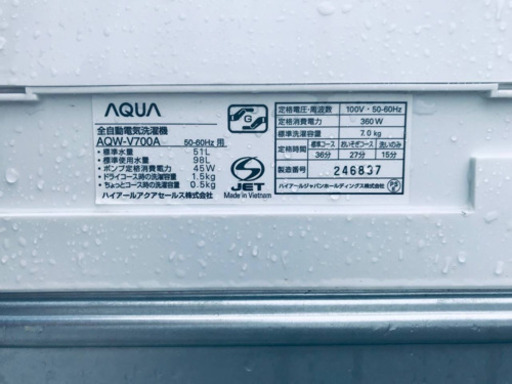 AQUA
全自動電気洗濯機
AQW-V700A 50-60Hz用
・標準水量 51L
・標準使用水量 98L
・ポンプ定格消費電力 45W
・ドライコース時の洗濯容量 1.5kg
・ちょっとコース時の洗濯容量 0.5kg
ハイアールアクアセールス株式会社
G
S
JET
Made in Vietnam
定格電圧・周波数 100V・50-60Hz
定格消費電力 360W
標準洗濯容量 7.0kg
定格時間 標準コース おいそぎコース 洗いのみ
36分 27分 15分
製造番号 246837
ハイアールジャパンホールディングス株式会社